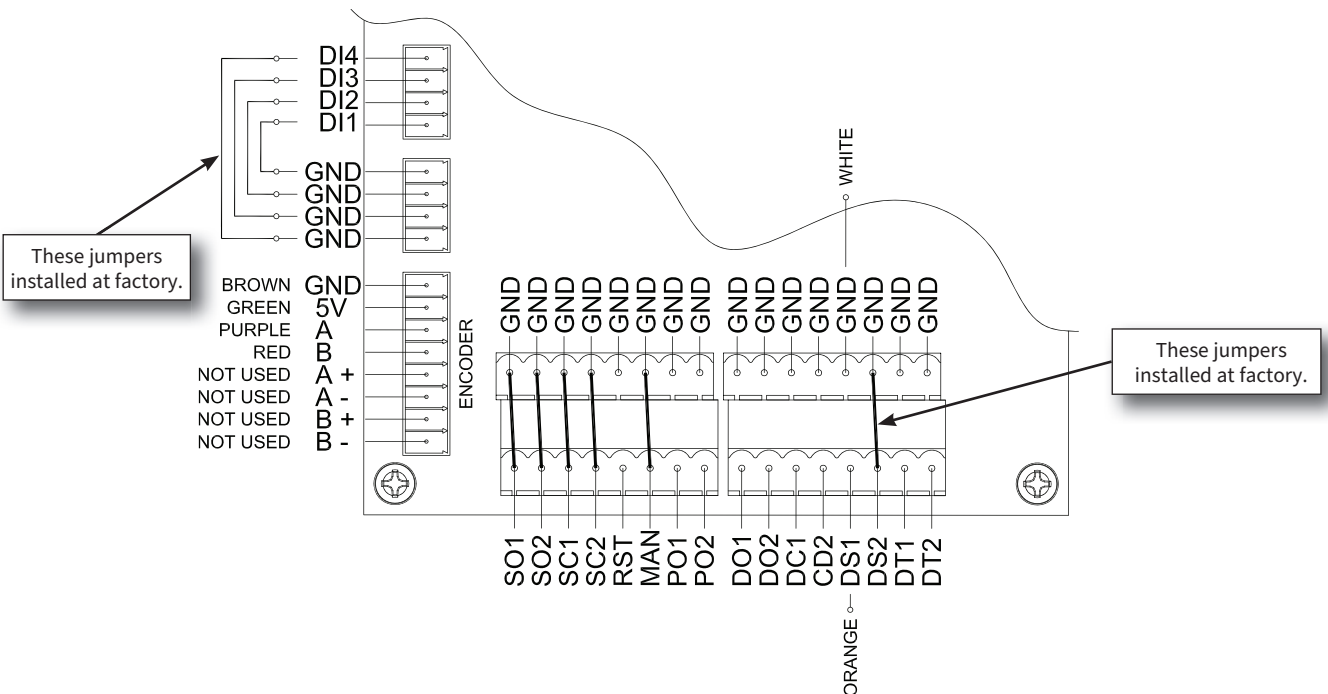 DI4
DI3
DI2
DI1
GND
GND
GND
GND
These jumpers
installed at factory.
BROWN GND
GREEN 5V
PURPLE A
RED B
NOT USED A +
NOT USED A -
NOT USED B +
NOT USED B -
ENCODER
WHITE
GND GND GND GND GND GND GND GND
GND GND GND GND GND GND GND GND
These jumpers
installed at factory.
SO1 SO2 SC1 SC2 RST MAN PO1 PO2
DO1 DO2 DC1 CD2 DS1 DS2 DT1 DT2
ORANGE